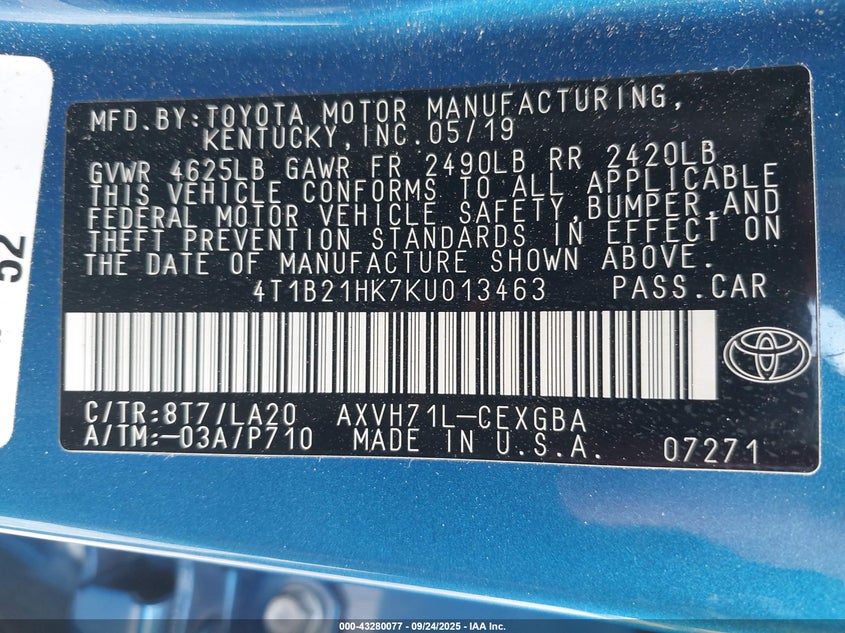 MFD.BY:TOYOTA MOTOR MANUFACTURING,
KENTUCKY,INC.05/19
GVWR 4625LB GAWR FR 2490LB RR 2420LB
THIS VEHICLE CONFORMS TO ALL APPLICABLE
FEDERAL MOTOR VEHICLE SAFETY,BUMPER,AND
THEFT PREVENTION STANDARDS IN EFFECT ON
THE DATE OF MANUFACTURE SHOWN ABOVE.
4T1B21HK7KU013463 PASS.CAR
C/TR:8T7/LA20 AXVH71L-CEXGBA
A/TM:-03A/P710 MADE IN U.S.A. 07271
52
000-43280077 - 09/24/2025 - IAA Inc.